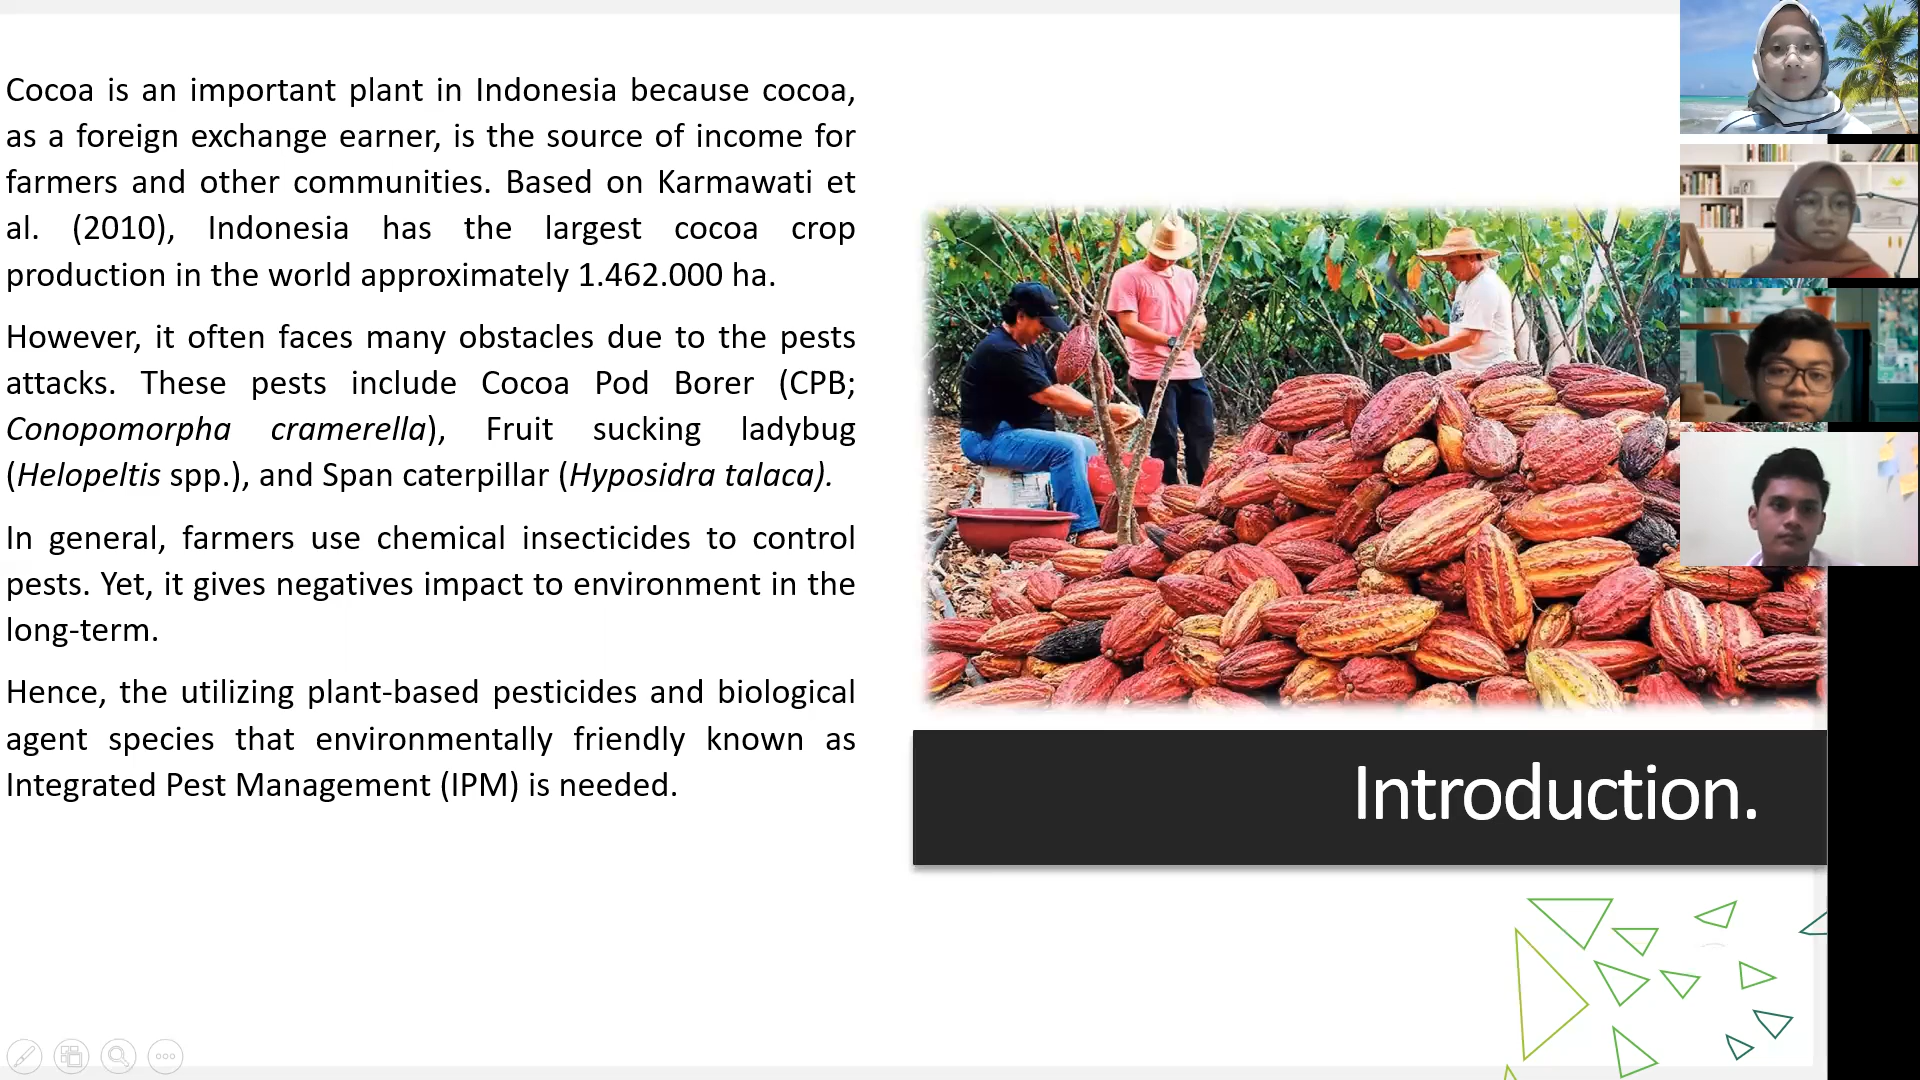 Cocoa is an important plant in Indonesia because cocoa,
as a foreign exchange earner, is the source of income for
farmers and other communities. Based on Karmawati et
al. (2010), Indonesia has the largest cocoa crop
production in the world approximately 1.462.000 ha.
However, it often faces many obstacles due to the pests
attacks. These pests include Cocoa Pod Borer (CPB;
Conopomorpha cramerella), Fruit sucking ladybug
(Helopeltis spp.), and Span caterpillar (Hyposidra talaca).
In general, farmers use chemical insecticides to control
pests. Yet, it gives negatives impact to environment in the
long-term.
Hence, the utilizing plant-based pesticides and biological
agent species that environmentally friendly known as
Integrated Pest Management (IPM) is needed.
Introduction.